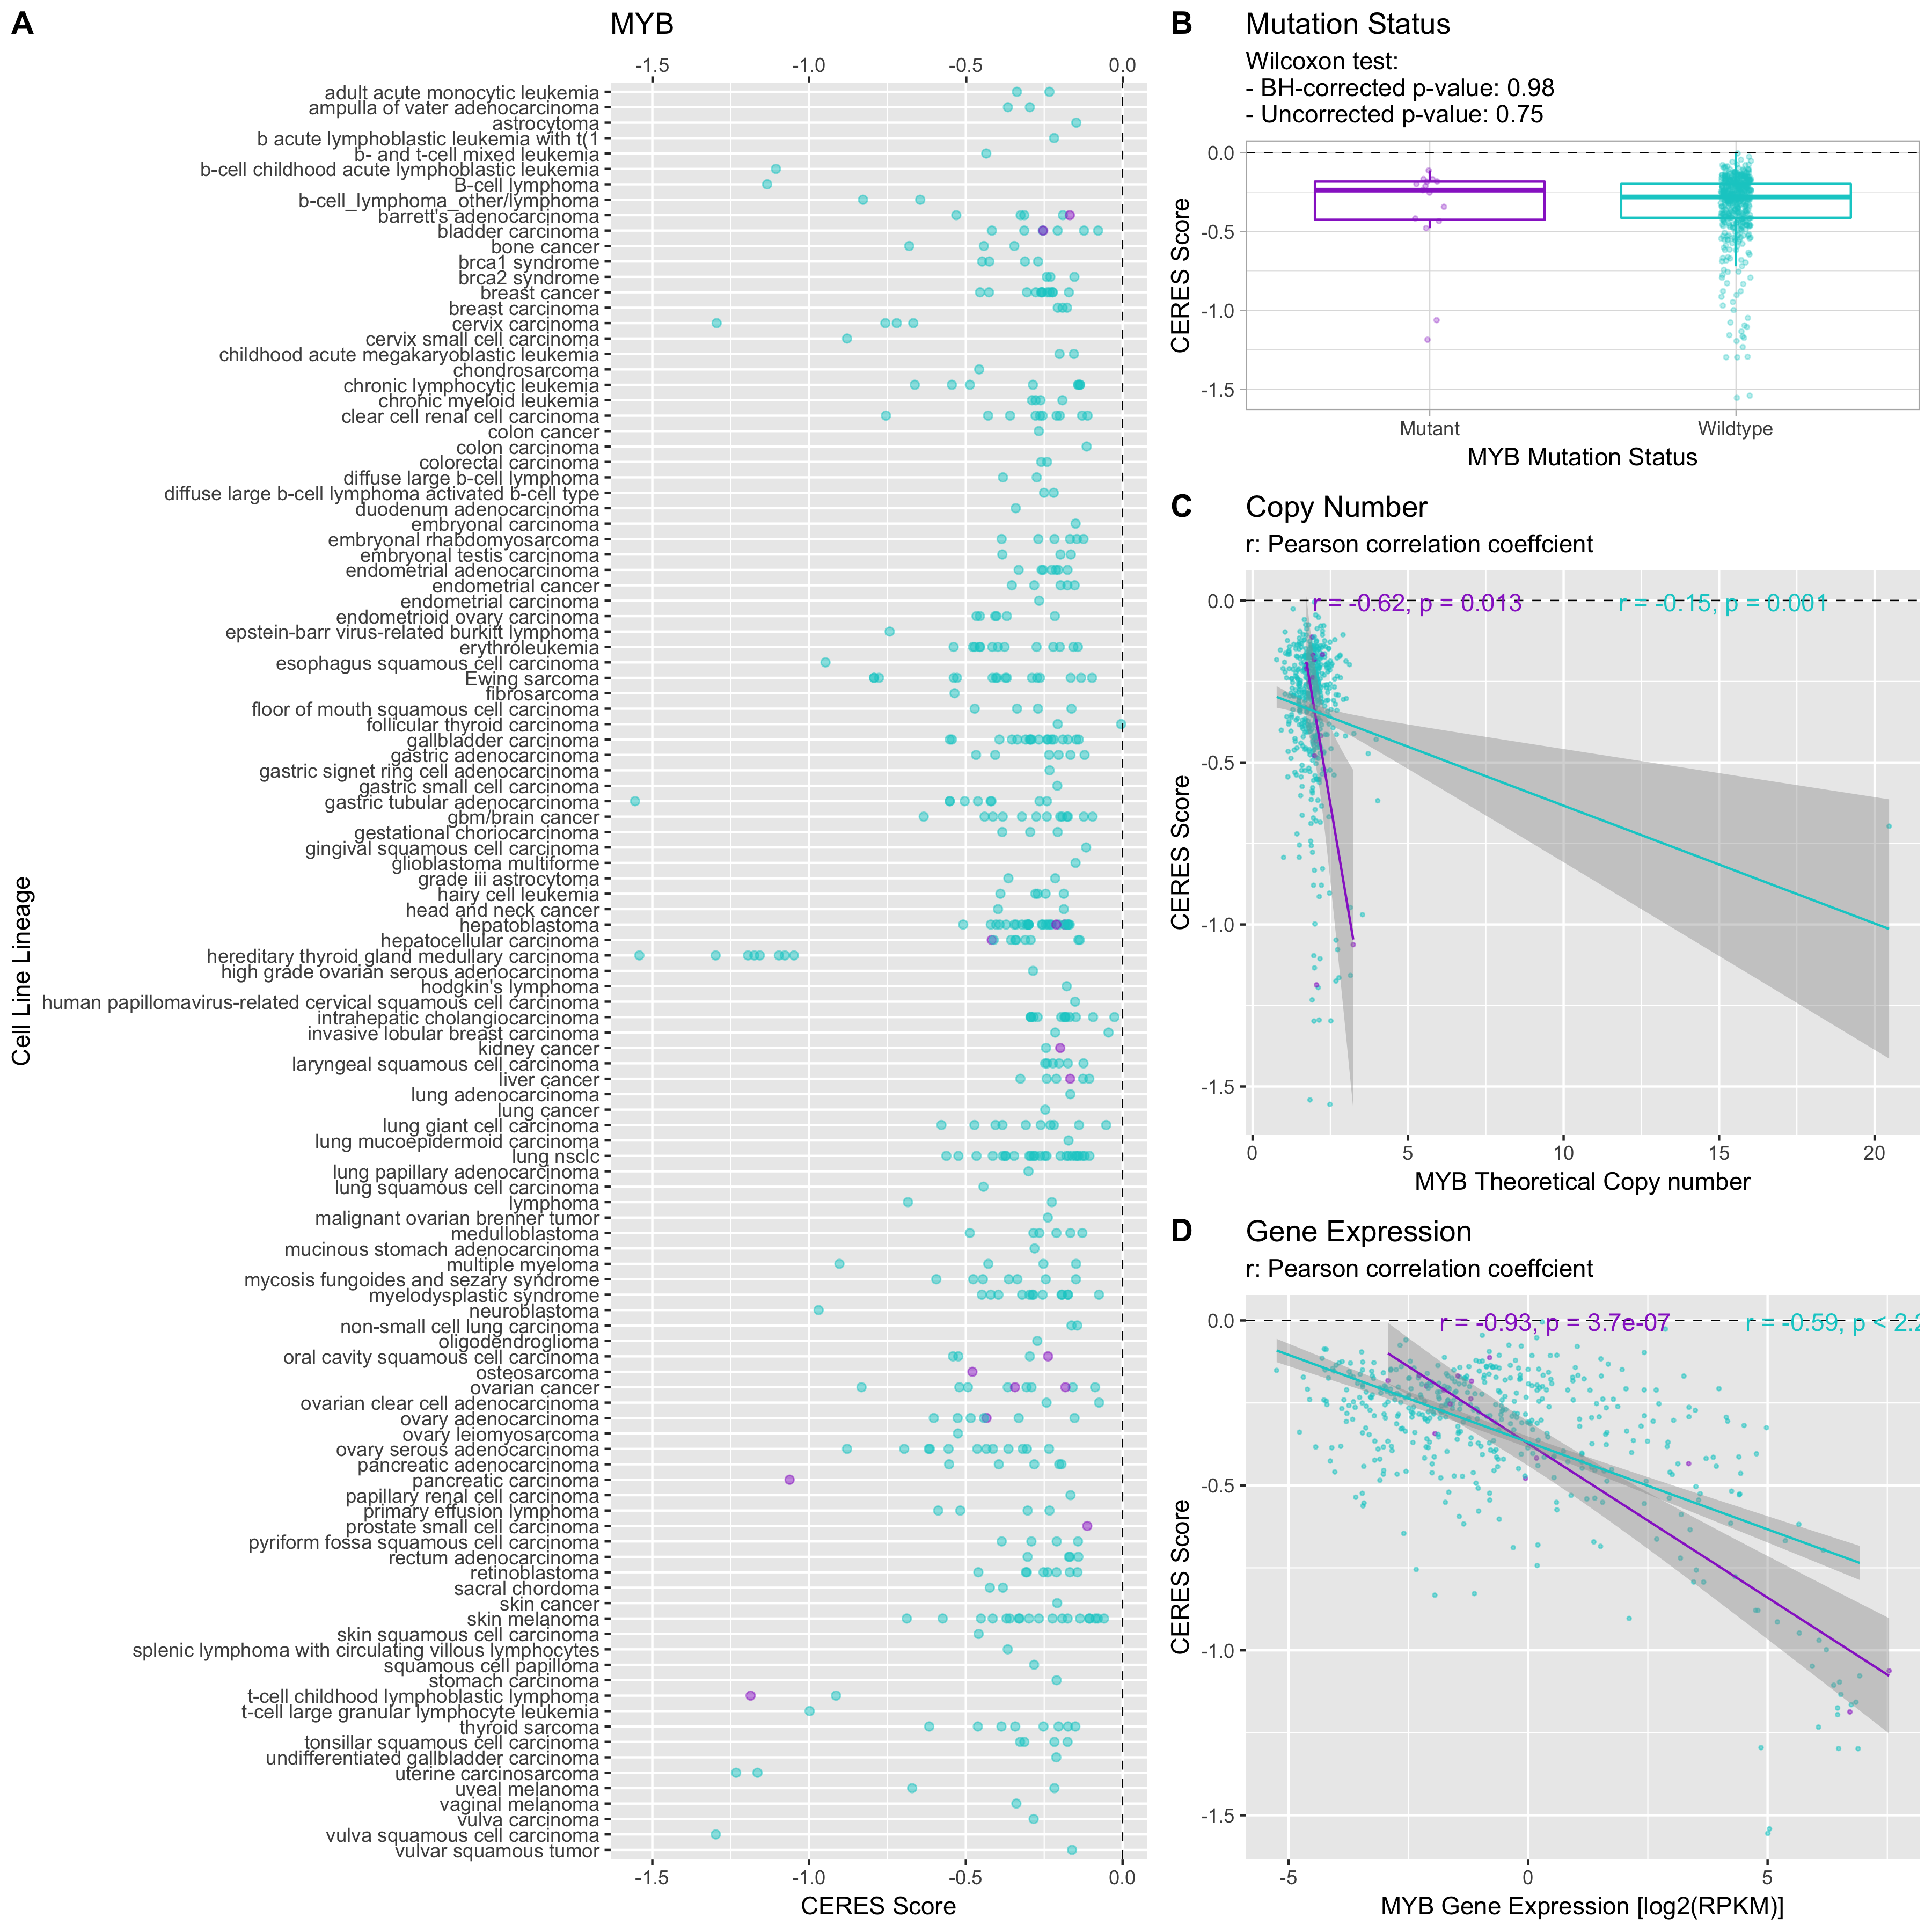 A
MYB
-1.5 -1.0 -0.5 0.0
adult acute monocytic leukemia
ampulla of vater adenocarcinoma
astrocytoma
b acute lymphoblastic leukemia with t(1
b- and t-cell mixed leukemia
b-cell childhood acute lymphoblastic leukemia
B-cell lymphoma
b-cell_lymphoma_other/lymphoma
barrett's adenocarcinoma
bladder carcinoma
bone cancer
brca1 syndrome
brca2 syndrome
breast cancer
breast carcinoma
cervix carcinoma
cervix small cell carcinoma
childhood acute megakaryoblastic leukemia
chondrosarcoma
chronic lymphocytic leukemia
chronic myeloid leukemia
clear cell renal cell carcinoma
colon cancer
colon carcinoma
colorectal carcinoma
diffuse large b-cell lymphoma
diffuse large b-cell lymphoma activated b-cell type
duodenum adenocarcinoma
embryonal carcinoma
embryonal rhabdomyosarcoma
embryonal testis carcinoma
endometrial adenocarcinoma
endometrial cancer
endometrial carcinoma
endometrioid ovary carcinoma
epstein-barr virus-related burkitt lymphoma
erythroleukemia
esophagus squamous cell carcinoma
Ewing sarcoma
fibrosarcoma
floor of mouth squamous cell carcinoma
follicular thyroid carcinoma
gallbladder carcinoma
gastric adenocarcinoma
gastric signet ring cell adenocarcinoma
gastric small cell carcinoma
gastric tubular adenocarcinoma
gbm/brain cancer
gestational choriocarcinoma
gingival squamous cell carcinoma
glioblastoma multiforme
grade iii astrocytoma
hairy cell leukemia
head and neck cancer
hepatoblastoma
hepatocellular carcinoma
hereditary thyroid gland medullary carcinoma
high grade ovarian serous adenocarcinoma
hodgkin's lymphoma
human papillomavirus-related cervical squamous cell carcinoma
intrahepatic cholangiocarcinoma
invasive lobular breast carcinoma
kidney cancer
laryngeal squamous cell carcinoma
liver cancer
lung adenocarcinoma
lung cancer
lung giant cell carcinoma
lung mucoepidermoid carcinoma
lung nsclc
lung papillary adenocarcinoma
lung squamous cell carcinoma
lymphoma
malignant ovarian brenner tumor
medulloblastoma
mucinous stomach adenocarcinoma
multiple myeloma
mycosis fungoides and sezary syndrome
myelodysplastic syndrome
neuroblastoma
non-small cell lung carcinoma
oligodendroglioma
oral cavity squamous cell carcinoma
osteosarcoma
ovarian cancer
ovarian clear cell adenocarcinoma
ovary adenocarcinoma
ovary leiomyosarcoma
ovary serous adenocarcinoma
pancreatic adenocarcinoma
pancreatic carcinoma
papillary renal cell carcinoma
primary effusion lymphoma
prostate small cell carcinoma
pyriform fossa squamous cell carcinoma
rectum adenocarcinoma
retinoblastoma
sacral chordoma
skin cancer
skin melanoma
skin squamous cell carcinoma
splenic lymphoma with circulating villous lymphocytes
squamous cell papilloma
stomach carcinoma
t-cell childhood lymphoblastic lymphoma
t-cell large granular lymphocyte leukemia
thyroid sarcoma
tonsillar squamous cell carcinoma
undifferentiated gallbladder carcinoma
uterine carcinosarcoma
uveal melanoma
vaginal melanoma
vulva carcinoma
vulva squamous cell carcinoma
vulvar squamous tumor
-1.5 -1.0 -0.5 0.0
CERES Score
Cell Line Lineage
B
Mutation Status
Wilcoxon test:
- BH-corrected p-value: 0.98
- Uncorrected p-value: 0.75
0.0
-0.5
-1.0
-1.5
CERES Score
Mutant Wildtype
MYB Mutation Status
C
Copy Number
r: Pearson correlation coeffcient
r = -0.62, p = 0.013 r = -0.15, p = 0.001
0.0
-0.5
-1.0
-1.5
CERES Score
0 5 10 15 20
MYB Theoretical Copy number
D
Gene Expression
r: Pearson correlation coeffcient
r = -0.93, p = 3.7e-07 r = -0.59, p < 2.2
0.0
-0.5
-1.0
-1.5
CERES Score
-5 0 5
MYB Gene Expression [log2(RPKM)]